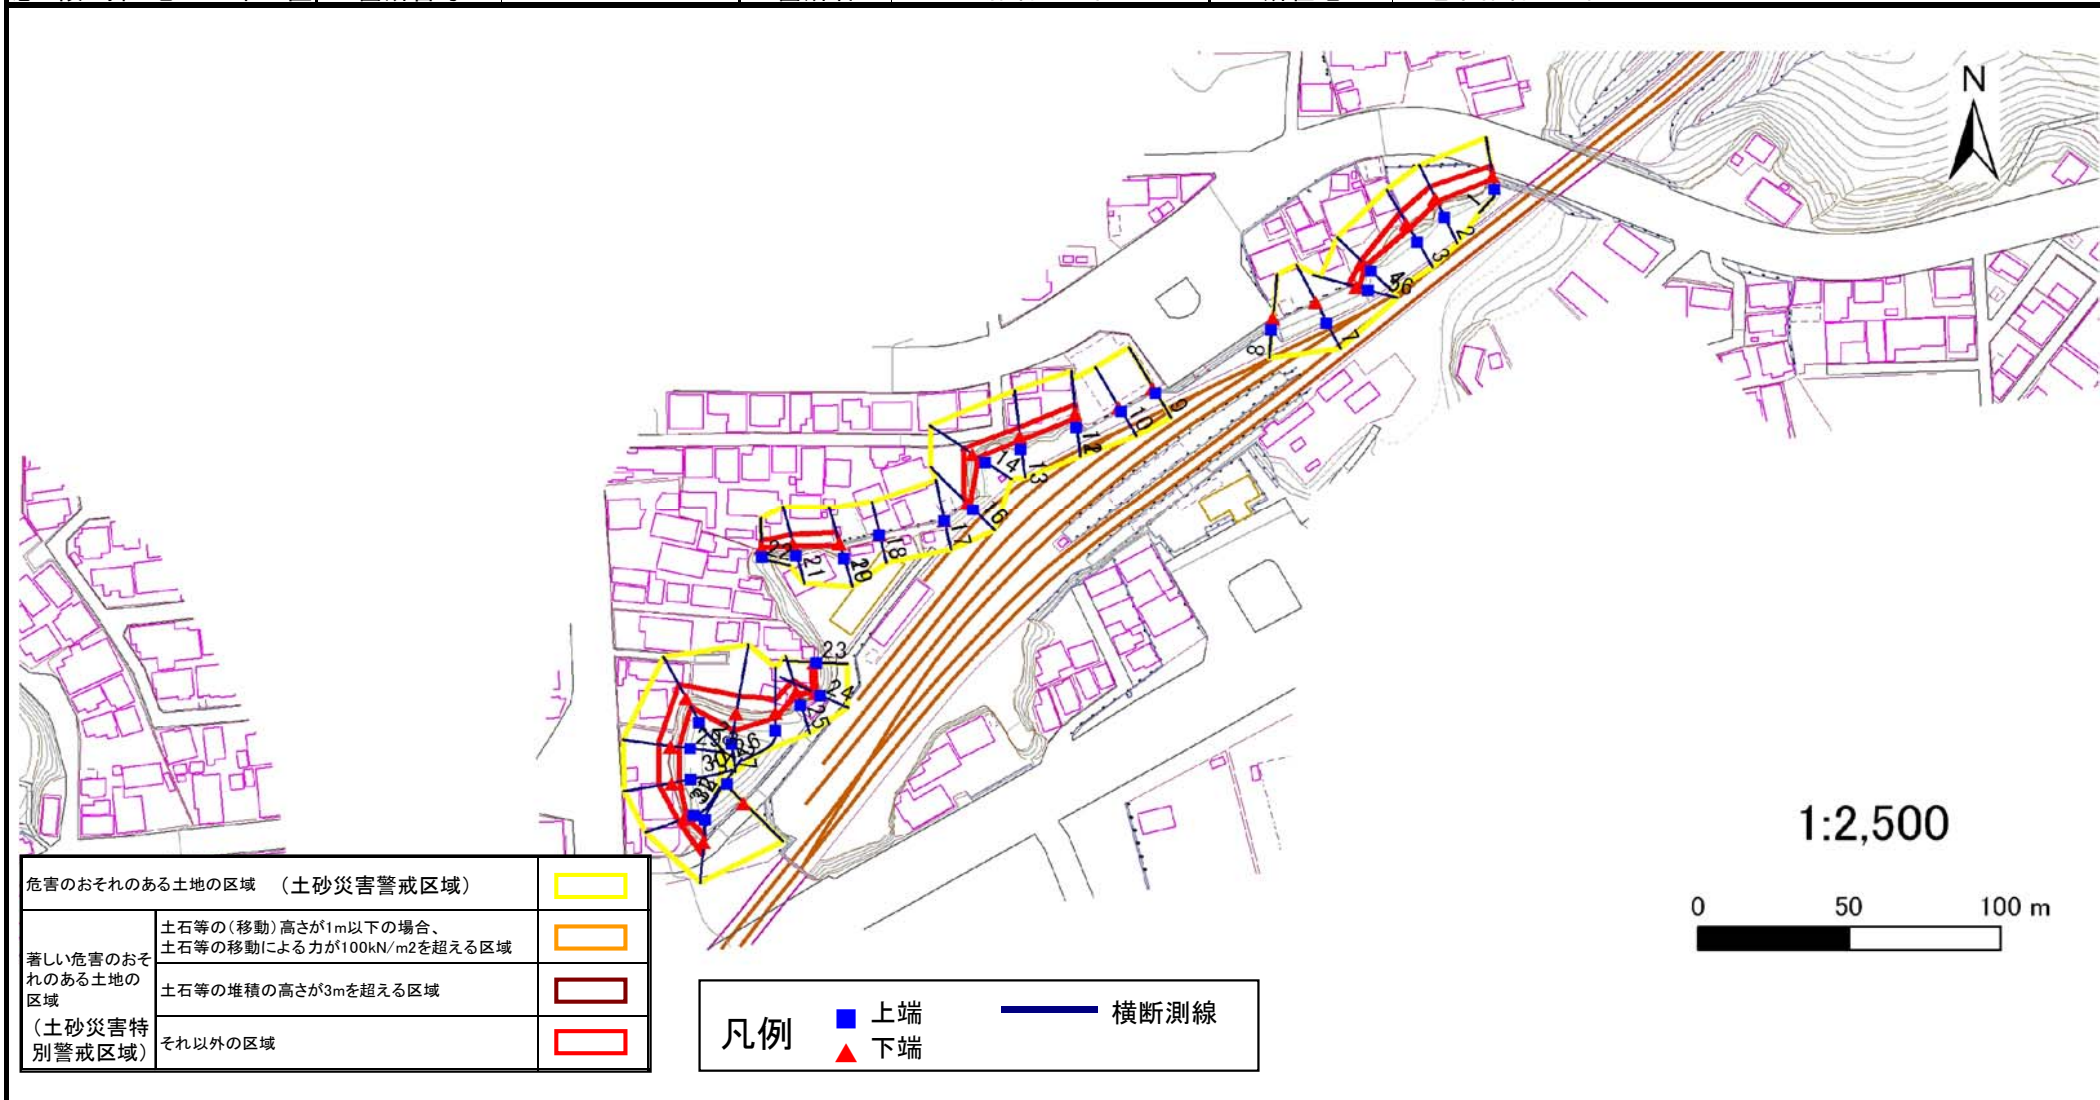 N
1
2
3
7
8
9
10
12
13
14
16
17
18
20
21
22
23
24
25
26
1:2,500
0 50 100 m
危害のおそれのある土地の区域 （土砂災害警戒区域）
著しい危害のおそ
れのある土地の
区域
（土砂災害特
別警戒区域）
土石等の（移動）高さが1m以下の場合、
土石等の移動による力が100kN/m2を超える区域
土石等の堆積の高さが3mを超える区域
それ以外の区域
凡例
上端
下端
横断測線